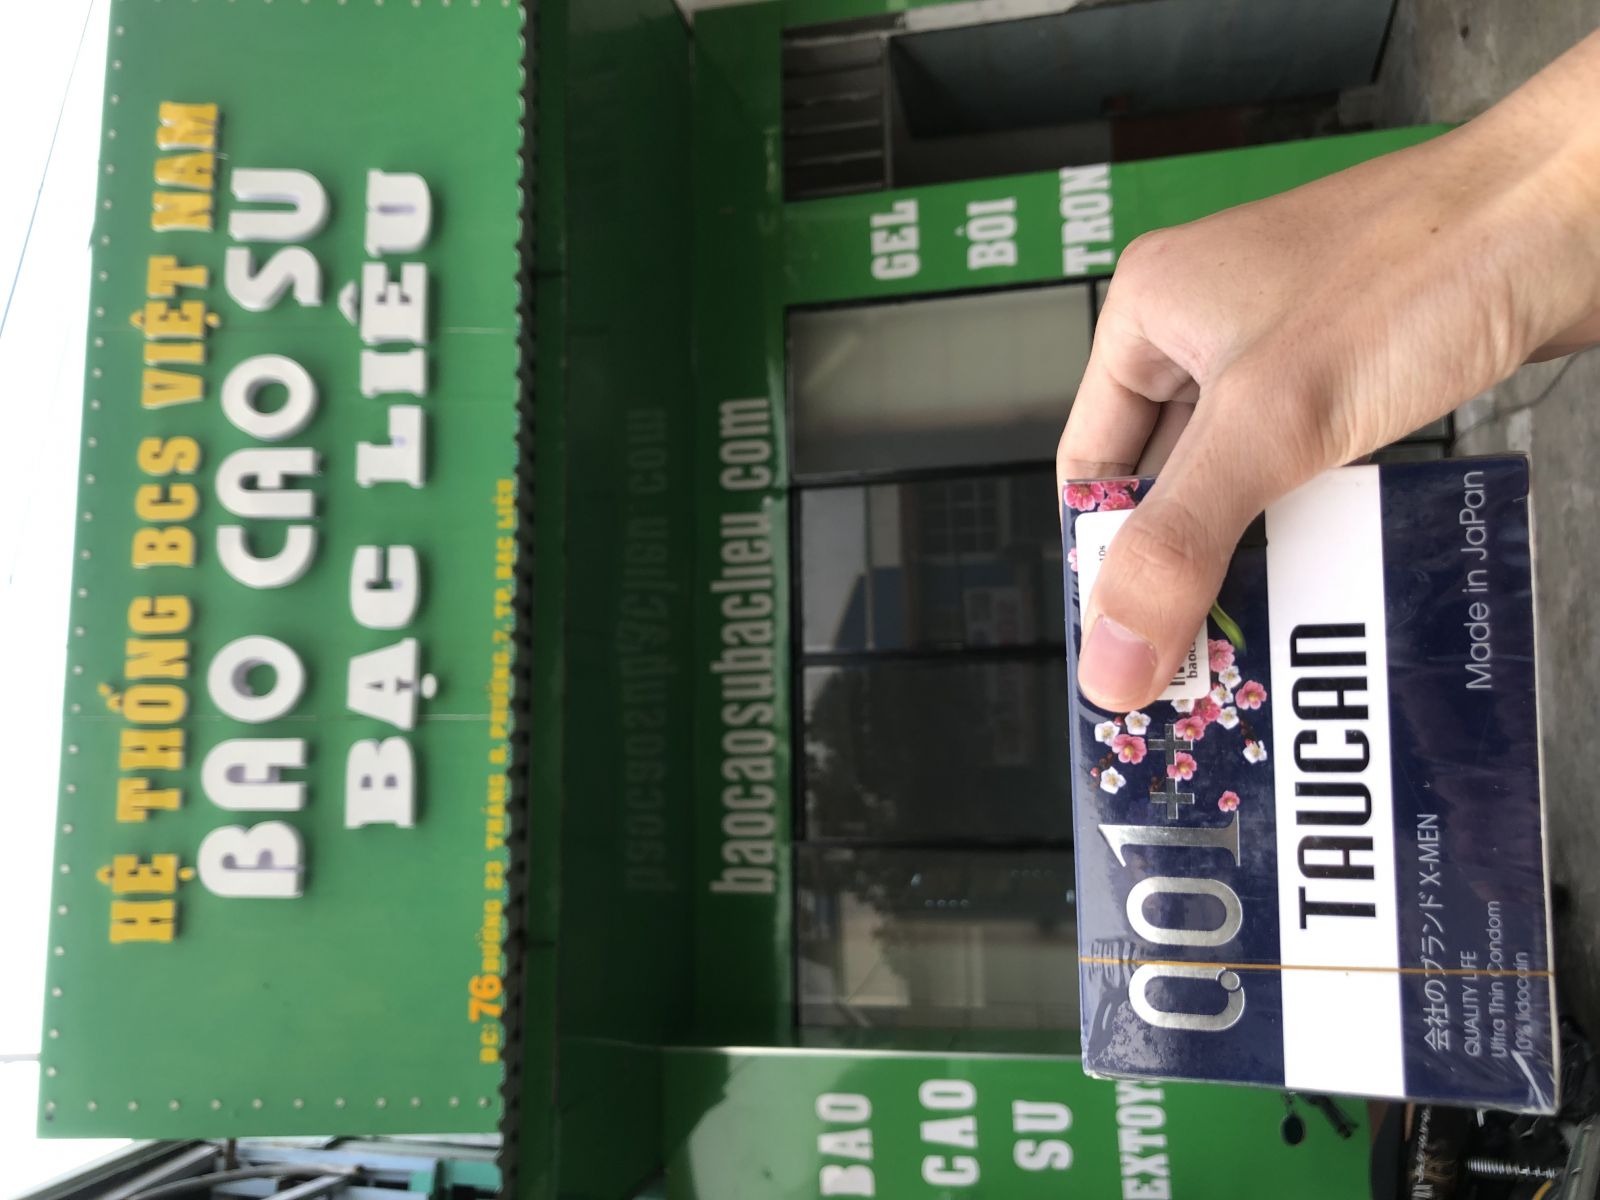 HỆ THỐNG BCS VIỆT NAM
BAO CAO SU
BẠC LIÊU
ĐC: 76 ĐƯỜNG 23 THÁNG 8, PHƯỜNG 7, TP. BẠC LIÊU
baocaosubaclieu.com
BAO
CAO
SU
EXTOY
GEL
BÔI
TRƠN
0.01+++
TAUCAN
会社のブランド X-MEN
QUALITY LIFE
Ultra Thin Condom
10% lidocain
Made in JaPan